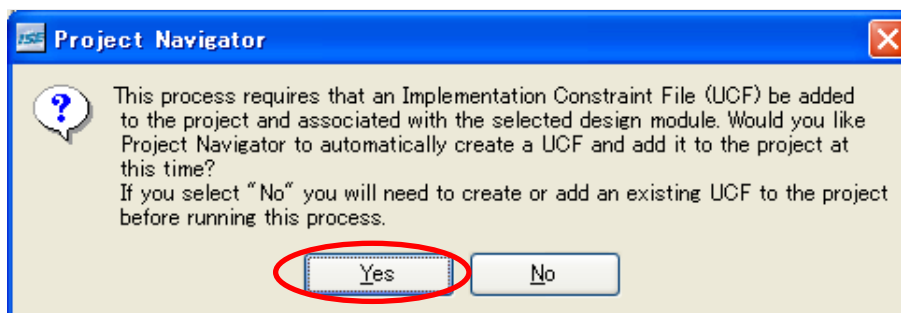 ISE Project Navigator
This process requires that an Implementation Constraint File (UCF) be added
to the project and associated with the selected design module. Would you like
Project Navigator to automatically create a UCF and add it to the project at
this time?
If you select "No" you will need to create or add an existing UCF to the project
before running this process.
Yes No